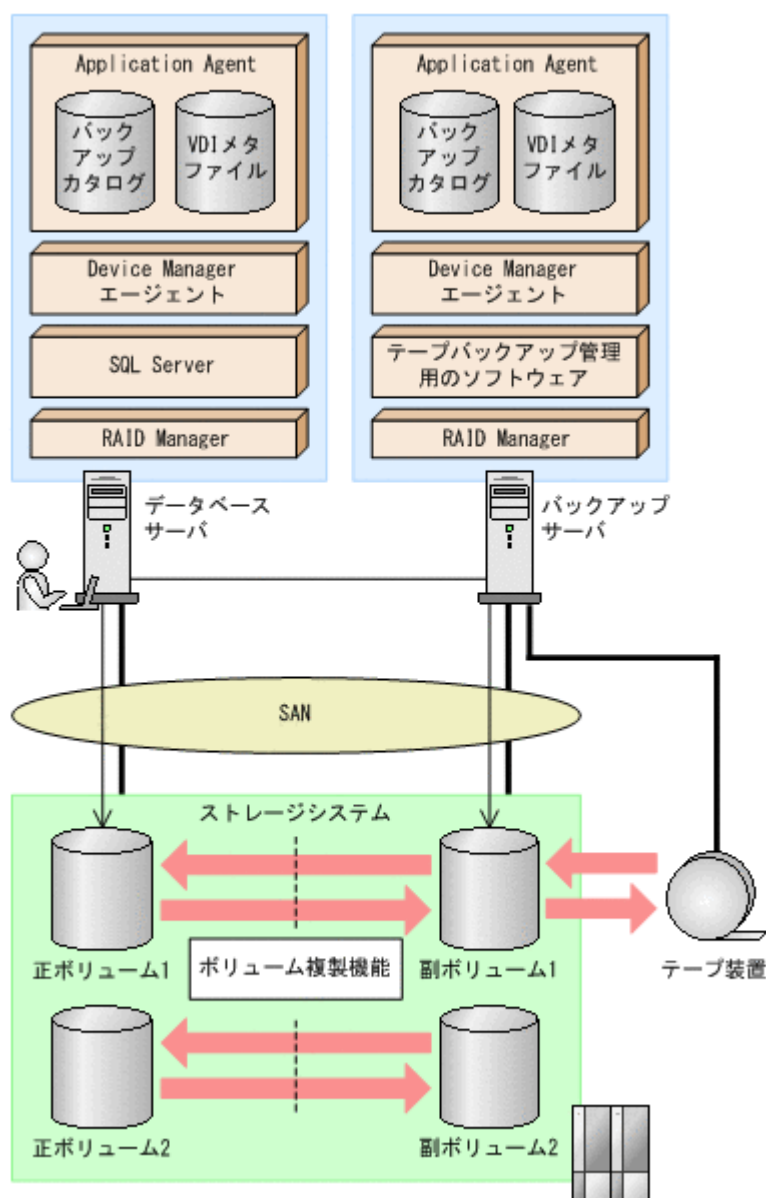 Application Agent
バック
アップ
カタログ
VDIメタ
ファイル
Device Manager
エージェント
SQL Server
RAID Manager
データベース
サーバ
Application Agent
バック
アップ
カタログ
VDIメタ
ファイル
Device Manager
エージェント
テープバックアップ管理
用のソフトウェア
RAID Manager
バックアップ
サーバ
SAN
ストレージシステム
正ボリューム1
ボリューム複製機能
副ボリューム1
テープ装置
正ボリューム2
副ボリューム2